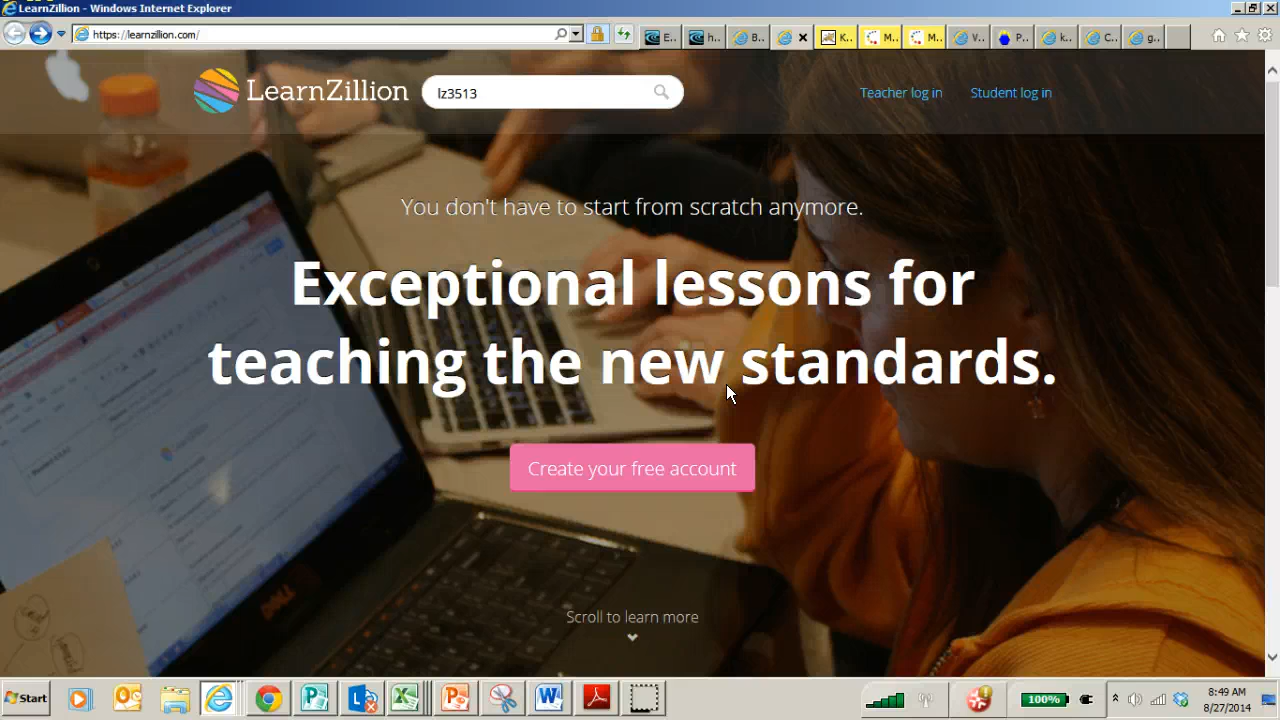 LearnZillion - Windows Internet Explorer
https://learnzillion.com/
E..
h..
B..
K..
M..
M..
V..
P..
k..
C..
g..
LearnZillion
lz3513
Teacher log in
Student log in
You don't have to start from scratch anymore.
Exceptional lessons for
teaching the new standards.
Create your free account
Scroll to learn more
DELL
Start
100%
8:49 AM
8/27/2014